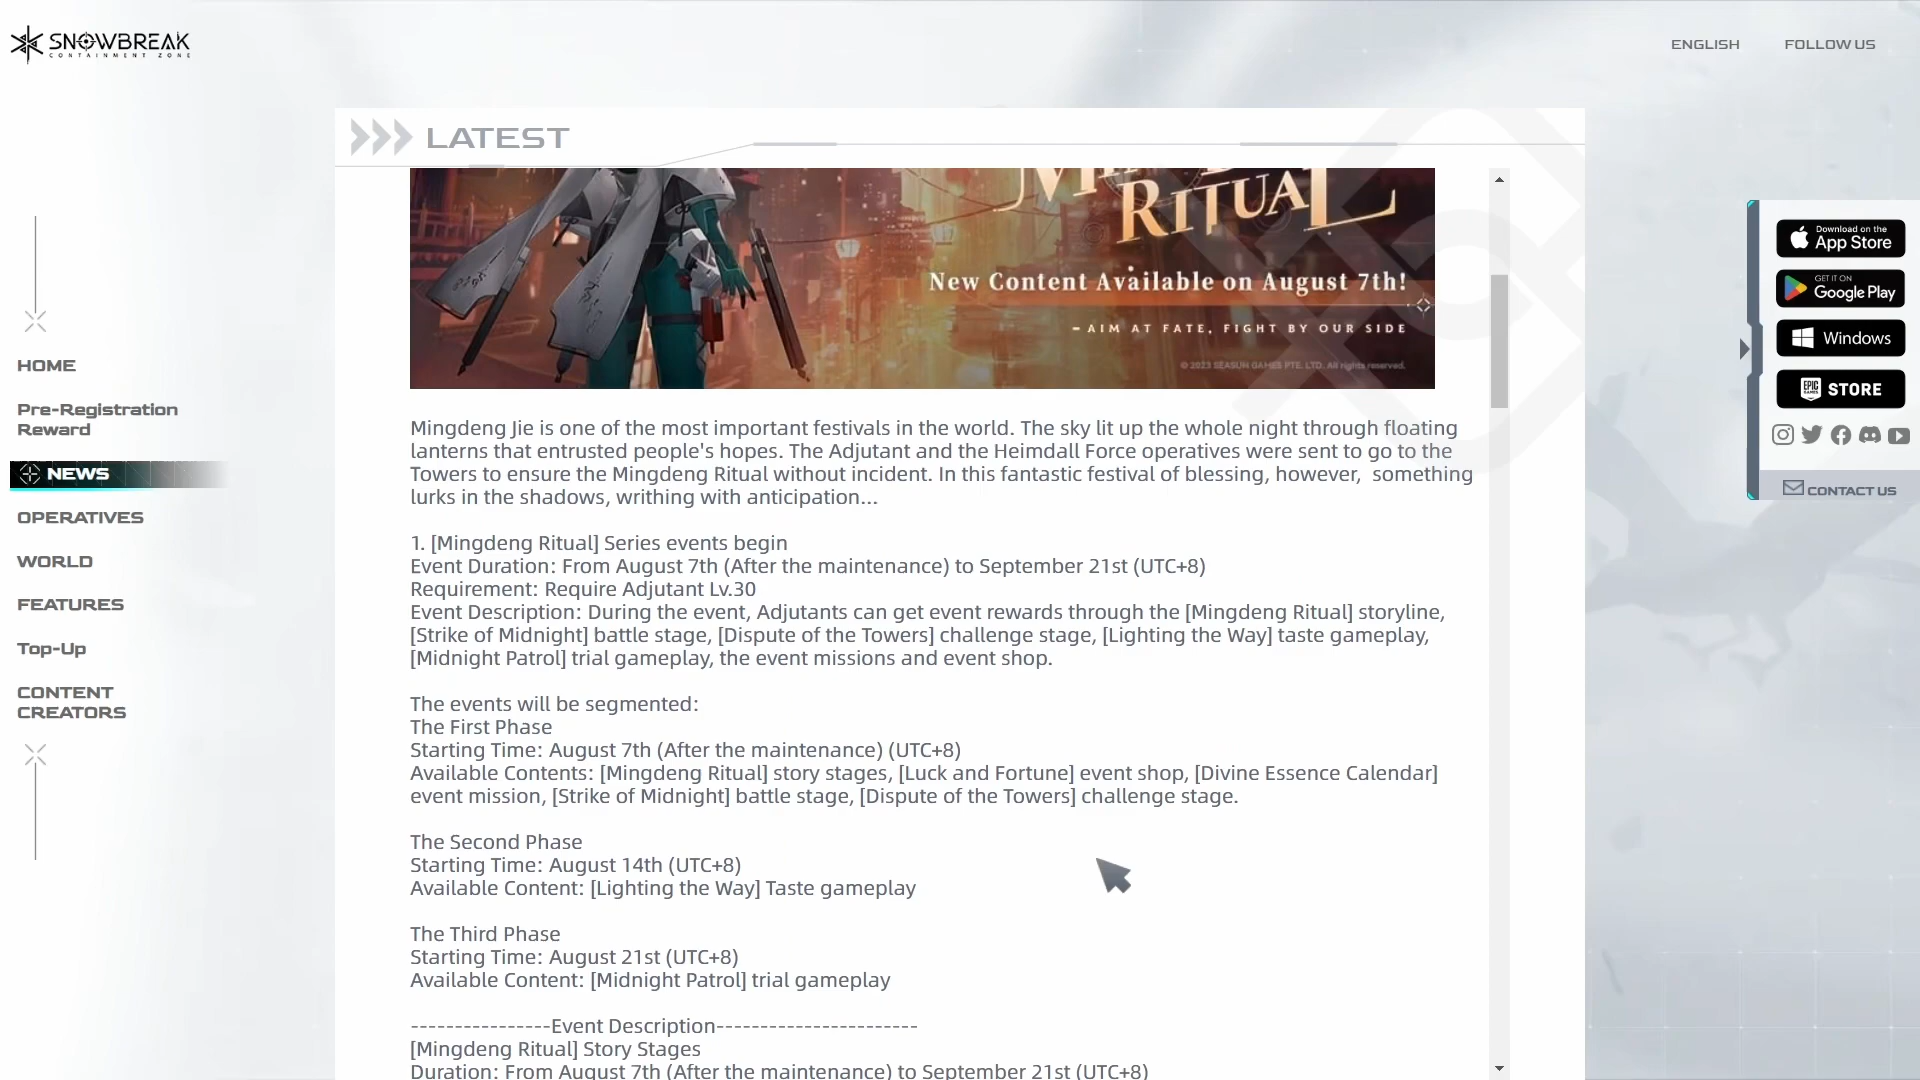 SNOWBREAK
CONTAINMENT ZONE
ENGLISH
FOLLOW US
LATEST
RITUAL
New Content Available on August 7th!
- AIM AT FATE, FIGHT BY OUR SIDE
© 2023 SEASUN GAMES PTE. LTD. All rights reserved.
HOME
Pre-Registration
Reward
NEWS
OPERATIVES
WORLD
FEATURES
Top-Up
CONTENT
CREATORS
Mingdeng Jie is one of the most important festivals in the world. The sky lit up the whole night through floating
lanterns that entrusted people's hopes. The Adjutant and the Heimdall Force operatives were sent to go to the
Towers to ensure the Mingdeng Ritual without incident. In this fantastic festival of blessing, however,  something
lurks in the shadows, writhing with anticipation...
1. [Mingdeng Ritual] Series events begin
Event Duration: From August 7th (After the maintenance) to September 21st (UTC+8)
Requirement: Require Adjutant Lv.30
Event Description: During the event, Adjutants can get event rewards through the [Mingdeng Ritual] storyline,
[Strike of Midnight] battle stage, [Dispute of the Towers] challenge stage, [Lighting the Way] taste gameplay,
[Midnight Patrol] trial gameplay, the event missions and event shop.
The events will be segmented:
The First Phase
Starting Time: August 7th (After the maintenance) (UTC+8)
Available Contents: [Mingdeng Ritual] story stages, [Luck and Fortune] event shop, [Divine Essence Calendar]
event mission, [Strike of Midnight] battle stage, [Dispute of the Towers] challenge stage.
The Second Phase
Starting Time: August 14th (UTC+8)
Available Content: [Lighting the Way] Taste gameplay
The Third Phase
Starting Time: August 21st (UTC+8)
Available Content: [Midnight Patrol] trial gameplay
----------------Event Description-----------------------
[Mingdeng Ritual] Story Stages
Duration: From August 7th (After the maintenance) to September 21st (UTC+8)
Download on the
App Store
GET IT ON
Google Play
Windows
EPIC GAMES
STORE
CONTACT US